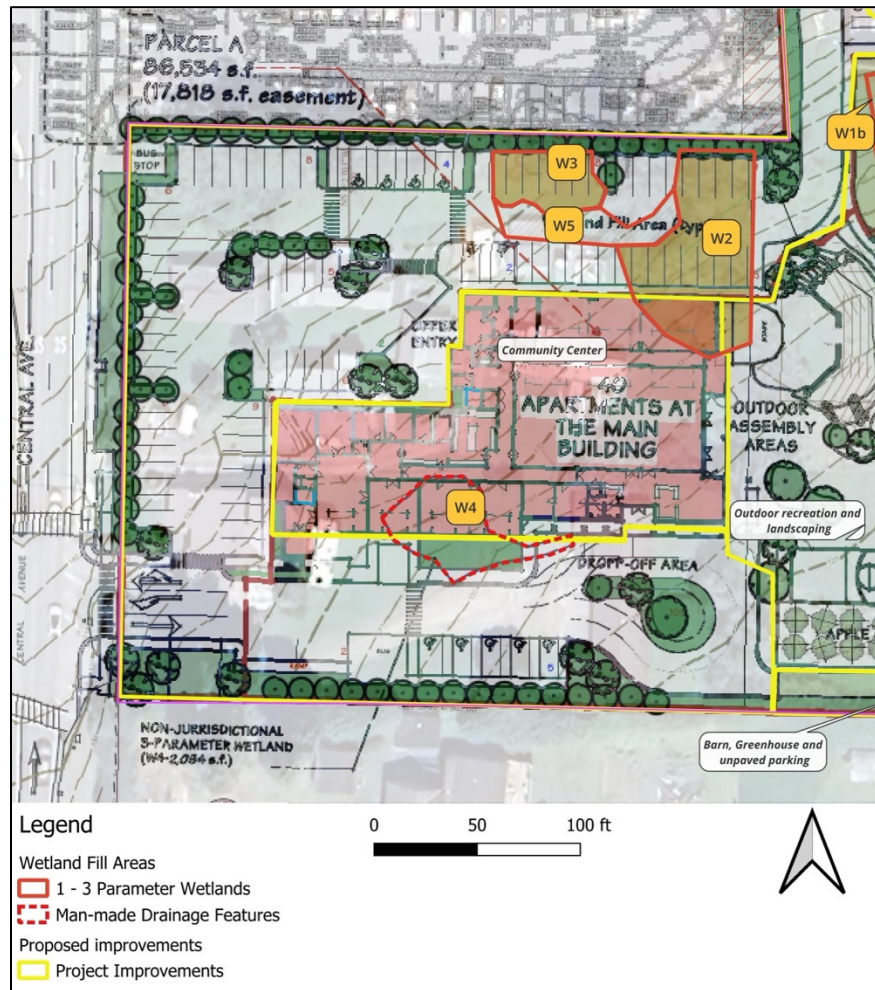 PARCEL A
86,534 s.f.
(17,818 s.f. easement)
W1b
BUS
STOP
W3
W5
nd Fill Area (typ
W2
UPPER
ENTRY
Community Center
40
APARTMENTS AT
THE MAIN
BUILDING
OUTDOOR
ASSEMBLY
AREAS
CENTRAL AVE
W4
Outdoor recreation and
landscaping
DROP-OFF AREA
CENTRAL AVENUE
BUS
APPLE
NON-JURRISDICTIONAL
3-PARAMETER WETLAND
(W4-2,084 s.f.)
Barn, Greenhouse and
unpaved parking
Legend
0 50 100 ft
Wetland Fill Areas
1 - 3 Parameter Wetlands
Man-made Drainage Features
Proposed improvements
Project Improvements